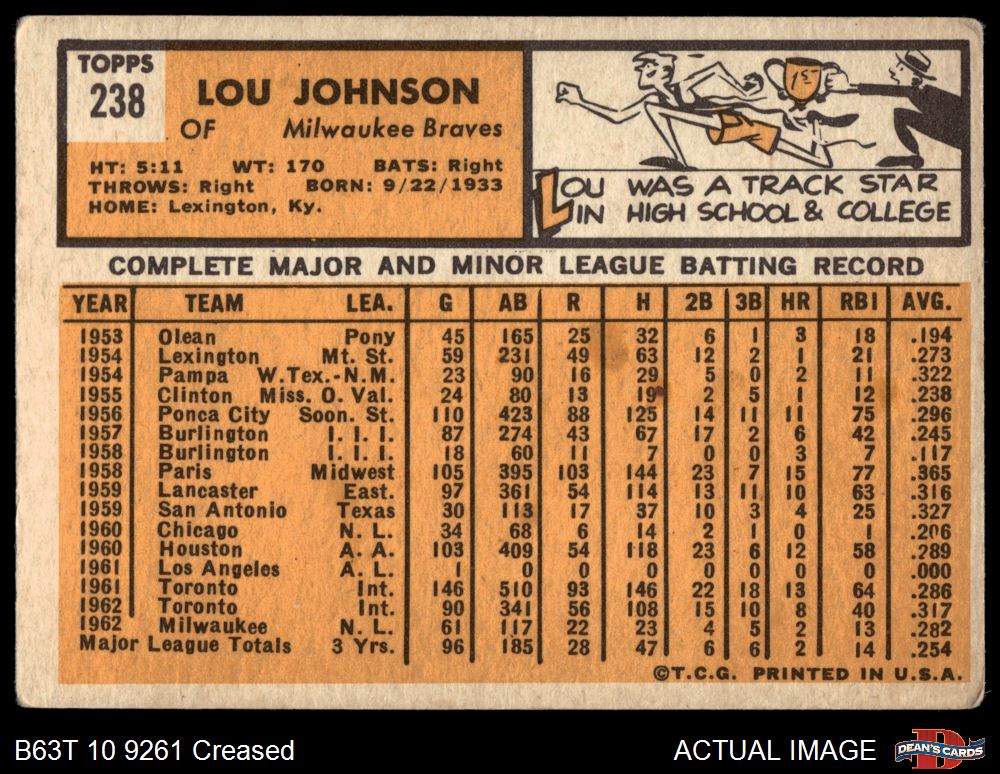 TOPPS
238
LOU JOHNSON
OF Milwaukee Braves
HT: 5:11 WT: 170 BATS: Right
THROWS: Right BORN: 9/22/1933
HOME: Lexington, Ky.
1ST
LOU WAS A TRACK STAR
IN HIGH SCHOOL & COLLEGE
COMPLETE MAJOR AND MINOR LEAGUE BATTING RECORD
YEAR TEAM LEA. G AB R H 2B 3B HR RBI AVG.
1953 Olean Pony 45 165 25 32 6 1 3 18 .194
1954 Lexington Mt. St. 59 231 49 63 12 2 1 21 .273
1954 Pampa W.Tex.-N.M. 23 90 16 29 5 0 2 11 .322
1955 Clinton Miss. O. Val. 24 80 13 19 2 5 1 12 .238
1956 Ponca City Soon. St. 110 423 88 125 14 11 11 75 .296
1957 Burlington I. I. I. 87 274 43 67 17 2 6 42 .245
1958 Burlington I. I. I. 18 60 11 7 0 0 3 7 .117
1958 Paris Midwest 105 395 103 144 23 7 15 77 .365
1959 Lancaster East. 97 361 54 114 13 11 10 63 .316
1959 San Antonio Texas 30 113 17 37 10 3 4 25 .327
1960 Chicago N. L. 34 68 6 14 2 1 0 1 .206
1960 Houston A. A. 103 409 54 118 23 6 12 58 .289
1961 Los Angeles A. L. 1 0 0 0 0 0 0 0 .000
1961 Toronto Int. 146 510 93 146 22 18 13 64 .286
1962 Toronto Int. 90 341 56 108 15 10 8 40 .317
1962 Milwaukee N. L. 61 117 22 23 4 5 2 13 .282
Major League Totals 3 Yrs. 96 185 28 47 6 6 2 14 .254
©T.C.G. PRINTED IN U.S.A.
B63T 10 9261 Creased
ACTUAL IMAGE
D
DEAN'S CARDS